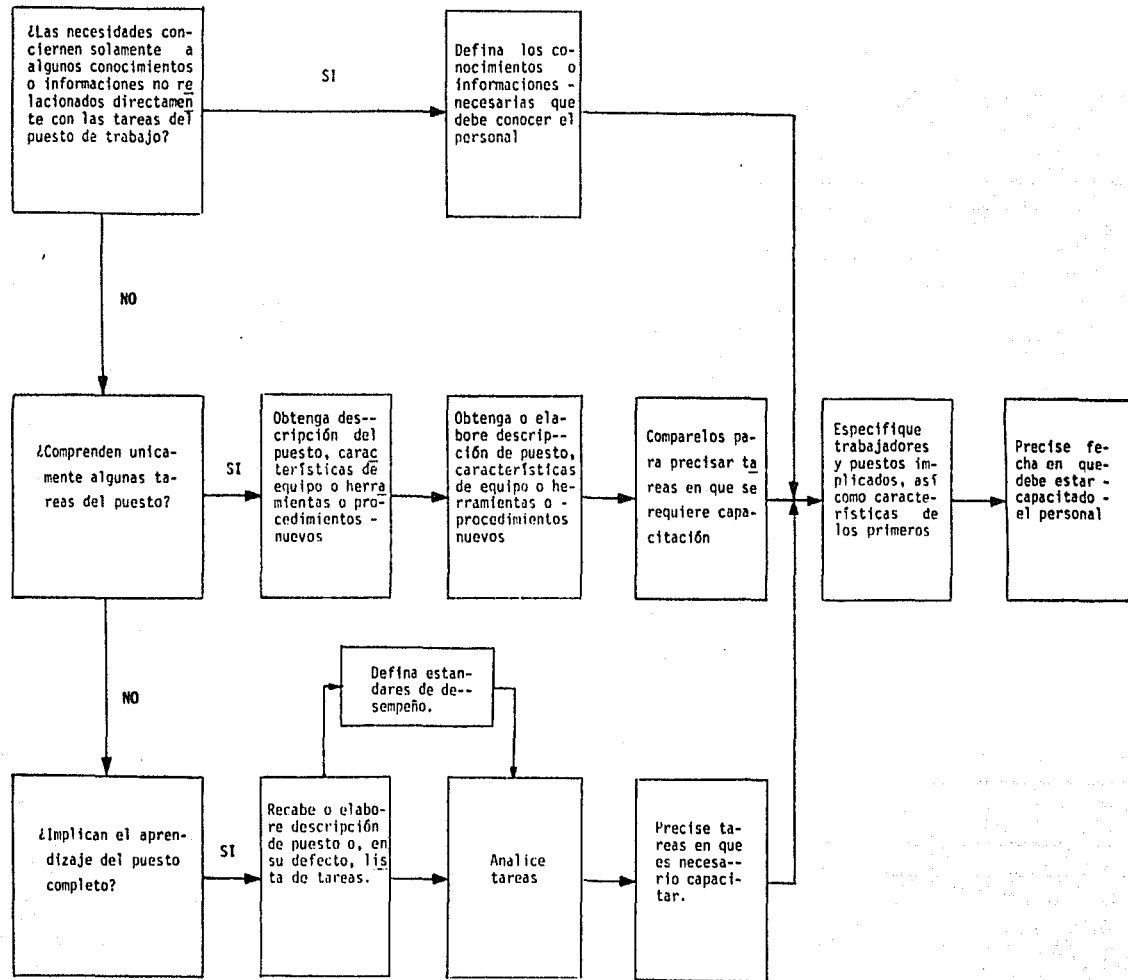 ¿Las necesidades con-
ciernen solamente a
algunos conocimientos
o informaciones no re
lacionados directamen
te con las tareas del
puesto de trabajo?
SI
Defina los co-
nocimientos o
informaciones -
necesarias que
debe conocer el
personal
NO
¿Comprenden unica-
mente algunas ta-
reas del puesto?
SI
Obtenga des--
cripción del
puesto, carac
terísticas de
equipo o herra
mientas o pro-
cedimientos -
nuevos
Obtenga o ela-
bore descrip--
ción de puesto,
características
de equipo o he-
rramientas o -
procedimientos
nuevos
Comparelos pa-
ra precisar ta
reas en que se
requiere capa-
citación
Especifique
trabajadores
y puestos im-
plicados, así
como caracte-
rísticas de
los primeros
Precise fe-
cha en que-
debe estar -
capacitado -
el personal
NO
Defina estan-
dares de de--
sempeño.
¿Implican el apren-
dizaje del puesto
completo?
SI
Recabe o elabo-
re descripción
de puesto o, en
su defecto, lis
ta de tareas.
Analice
tareas
Precise ta-
reas en que
es necesa--
rio capaci-
tar.